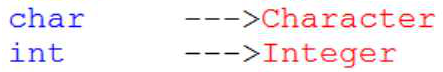 char      --->Character
int       --->Integer